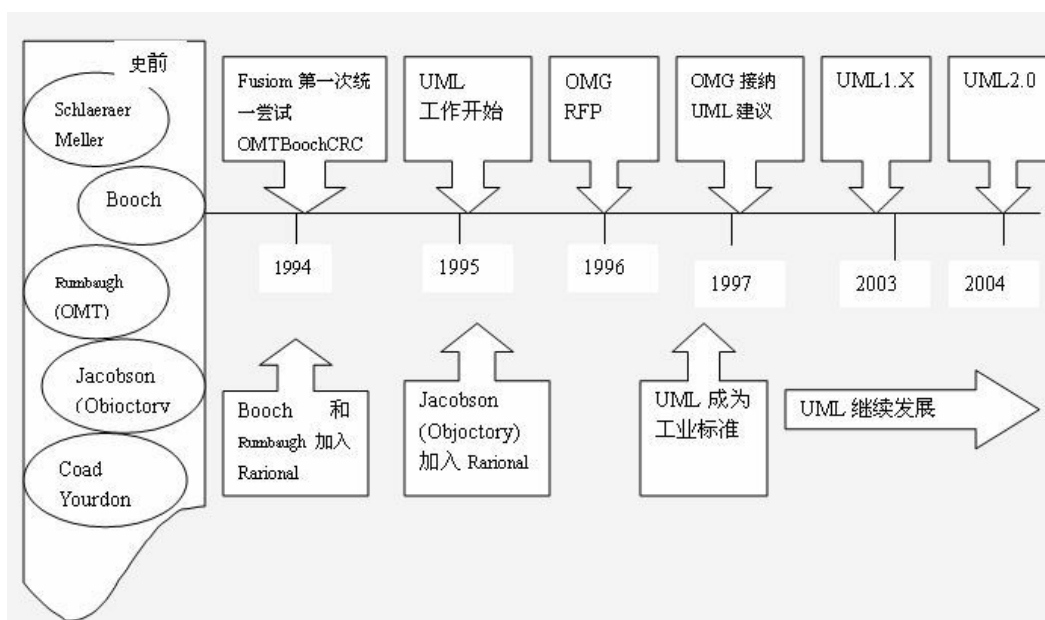 史前
Schlaeraer
Meller
Booch
Rumbaugh
(OMT)
Jacobson
(Obioctory
Coad
Yourdon
Fusiom 第一次统
一尝试
OMTBoochCRC
UML
工作开始
OMG
RFP
OMG 接纳
UML 建议
UML1.X
UML2.0
1994
1995
1996
1997
2003
2004
Booch 和
Rumbaugh 加入
Rarional
Jacobson
(Objoctory)
加入 Rarional
UML 成为
工业标准
UML 继续发展